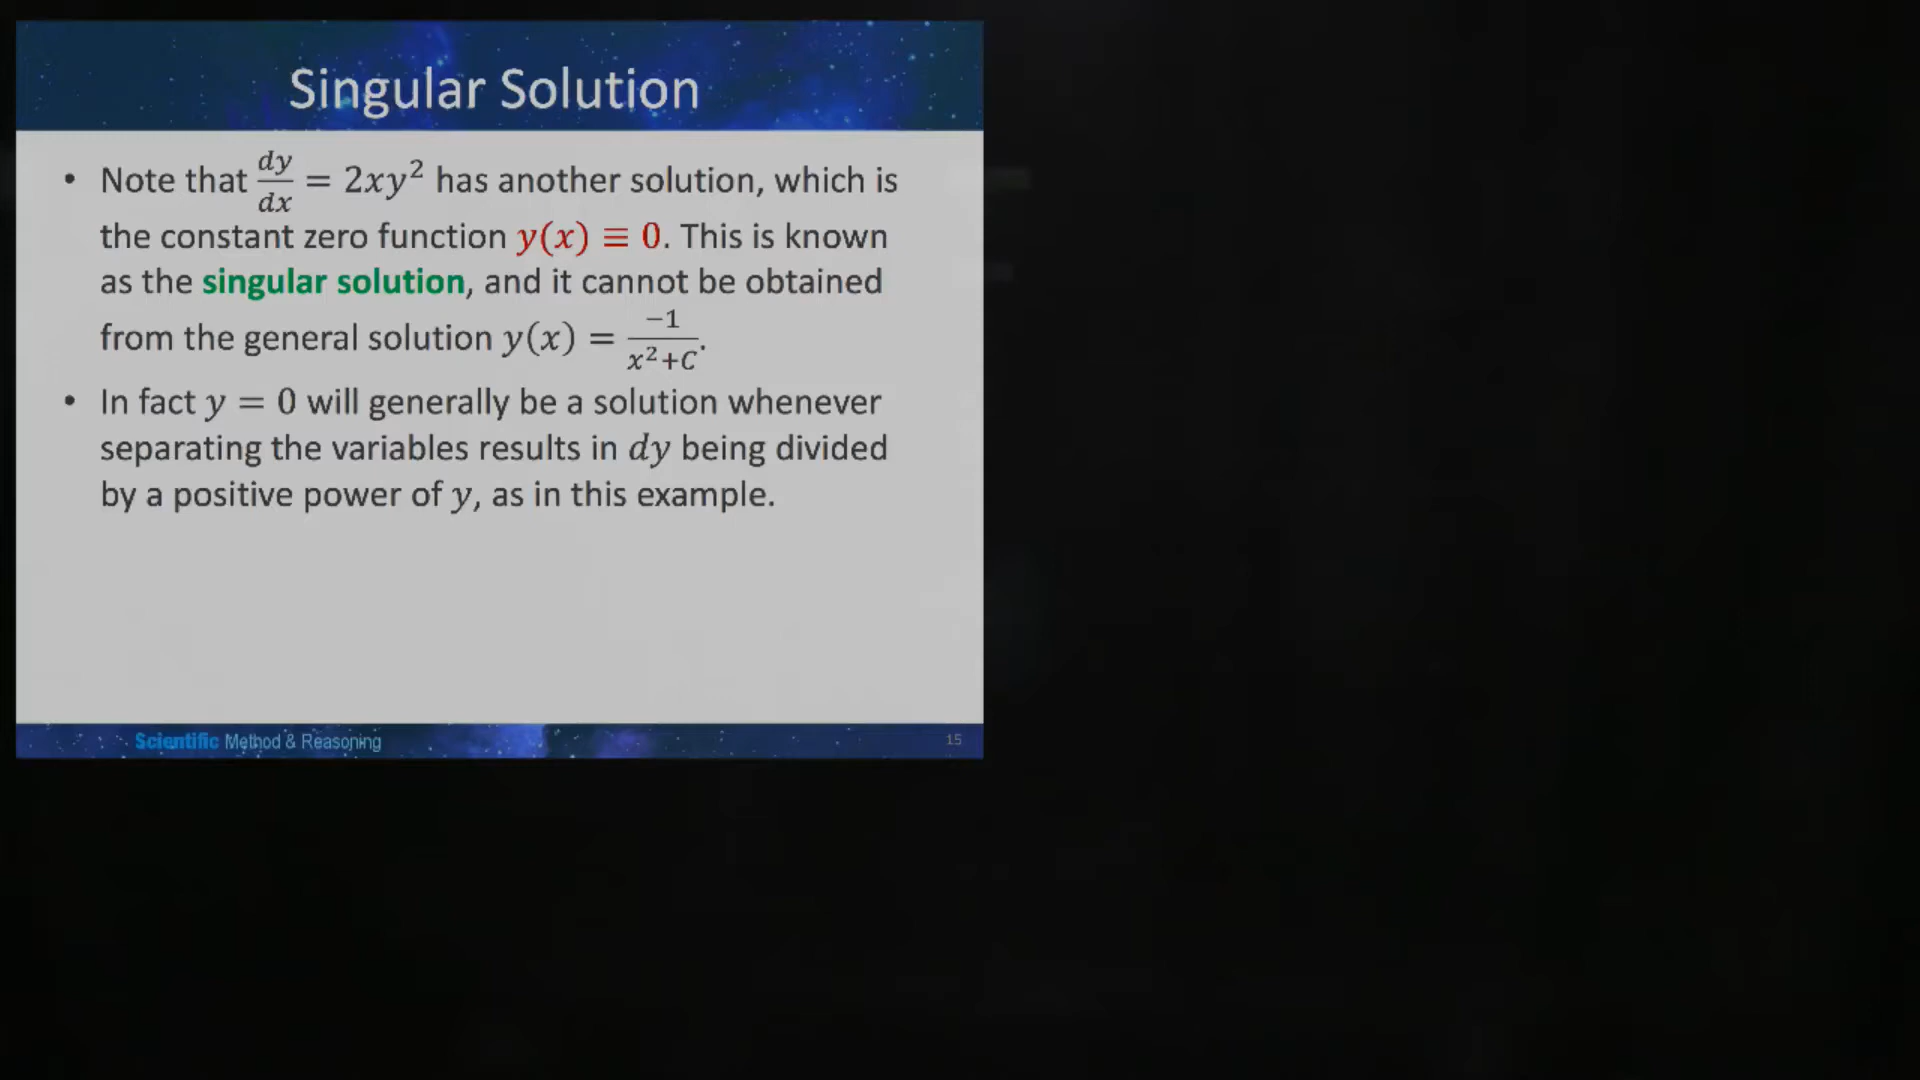 Singular Solution
• Note that dy/dx = 2xy² has another solution, which is
the constant zero function y(x) ≡ 0. This is known
as the singular solution, and it cannot be obtained
from the general solution y(x) = −1/(x²+C).
• In fact y = 0 will generally be a solution whenever
separating the variables results in dy being divided
by a positive power of y, as in this example.
Scientific Method & Reasoning
15